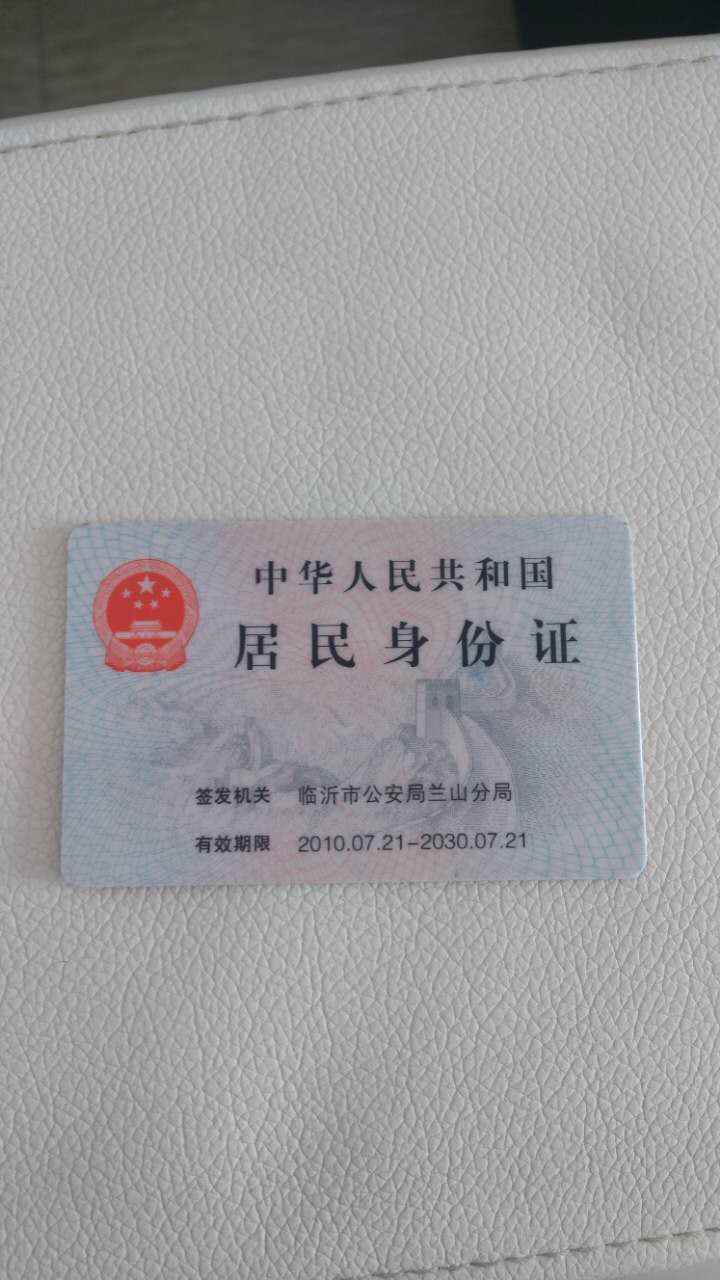 中华人民共和国
居民身份证
签发机关 临沂市公安局兰山分局
有效期限 2010.07.21-2030.07.21